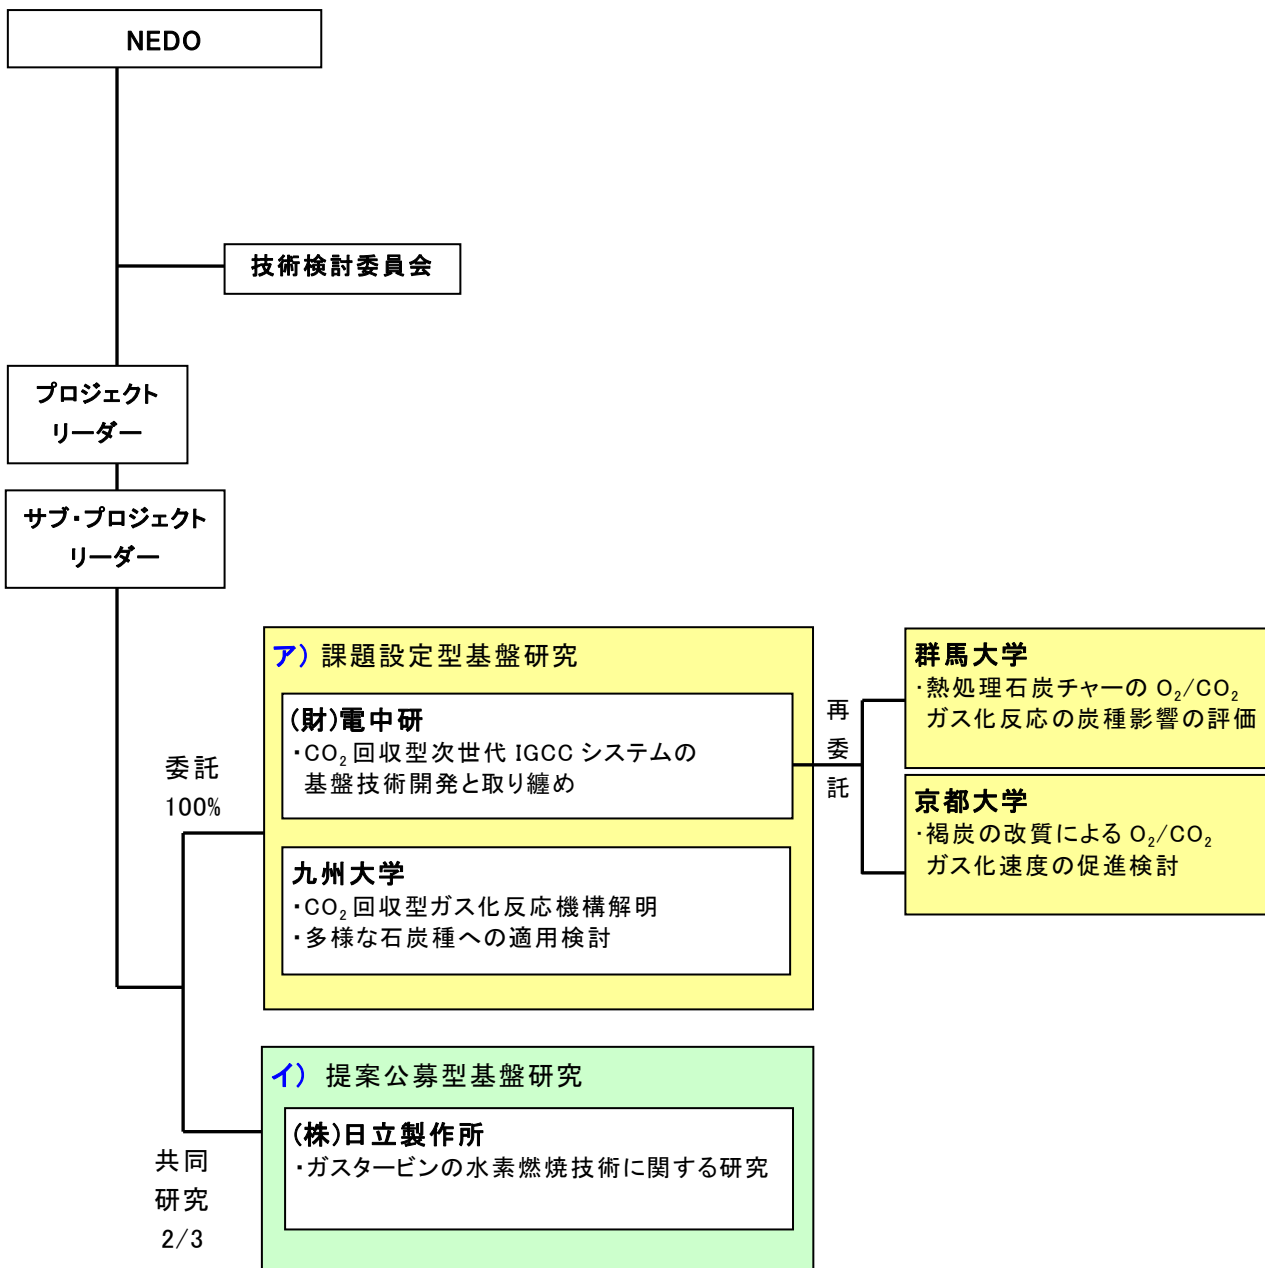 NEDO
技術検討委員会
プロジェクト
リーダー
サブ・プロジェクト
リーダー
委託
100%
ア) 課題設定型基盤研究
(財)電中研
・CO₂回収型次世代 IGCC システムの
基盤技術開発と取り纏め
九州大学
・CO₂回収型ガス化反応機構解明
・多様な石炭種への適用検討
再
委
託
群馬大学
・熱処理石炭チャーの O₂/CO₂
ガス化反応の炭種影響の評価
京都大学
・褐炭の改質による O₂/CO₂
ガス化速度の促進検討
共同
研究
2/3
イ) 提案公募型基盤研究
(株)日立製作所
・ガスタービンの水素燃焼技術に関する研究